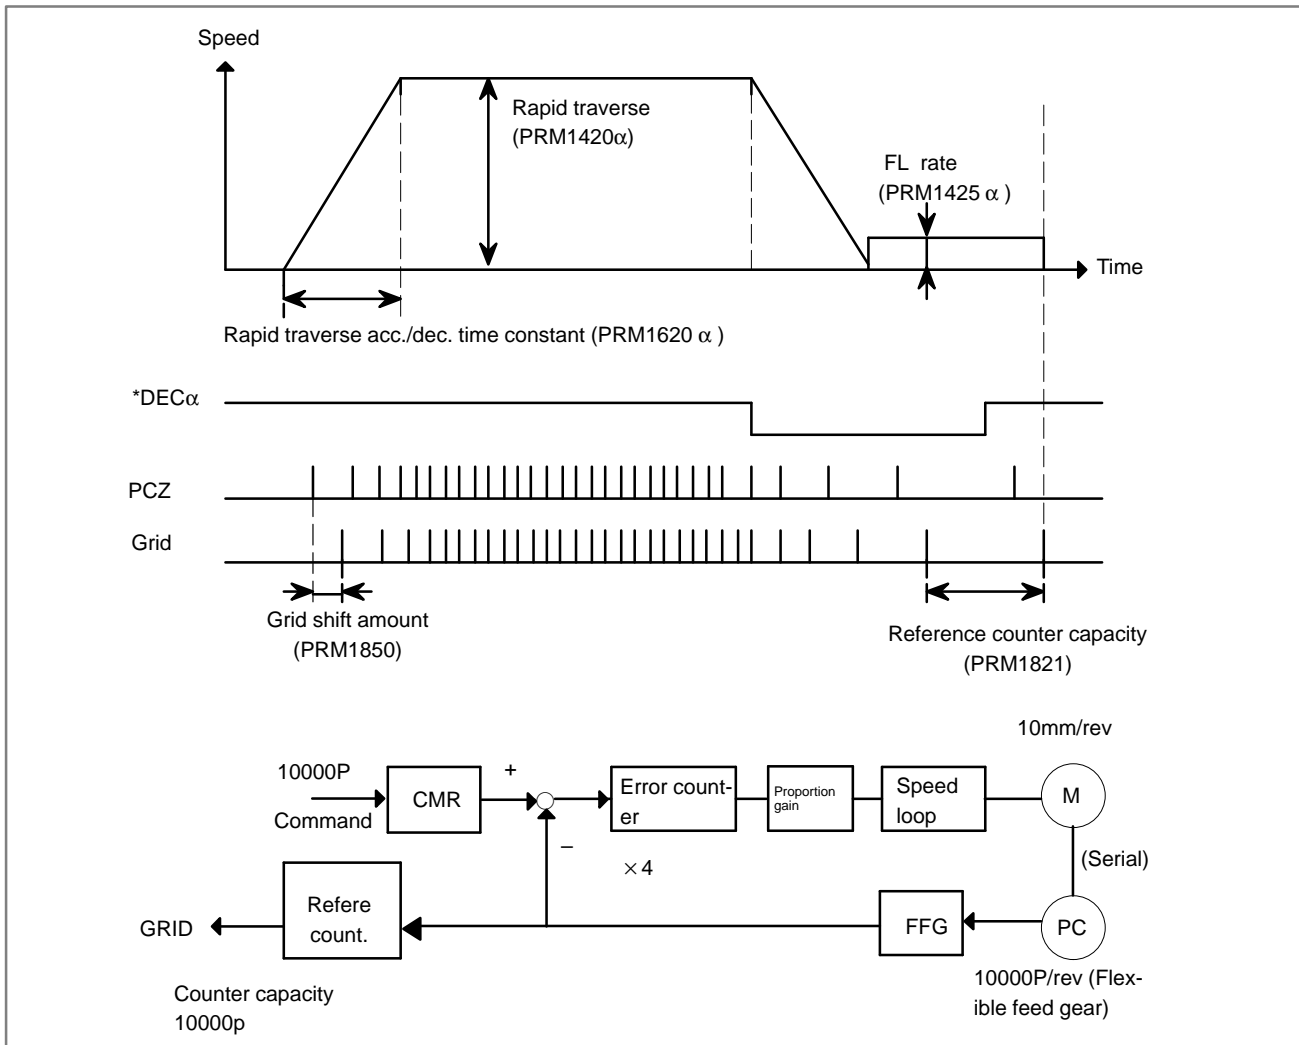 Speed
Rapid traverse
(PRM1420α)
FL rate
(PRM1425 α )
Time
Rapid traverse acc./dec. time constant (PRM1620 α )
*DECα
PCZ
Grid
Grid shift amount
(PRM1850)
Reference counter capacity
(PRM1821)
10mm/rev
10000P
Command
CMR
+
−
Error count-
er
×4
Proportion
gain
Speed
loop
M
(Serial)
GRID
Refere
count.
FFG
PC
Counter capacity
10000p
10000P/rev (Flex-
ible feed gear)